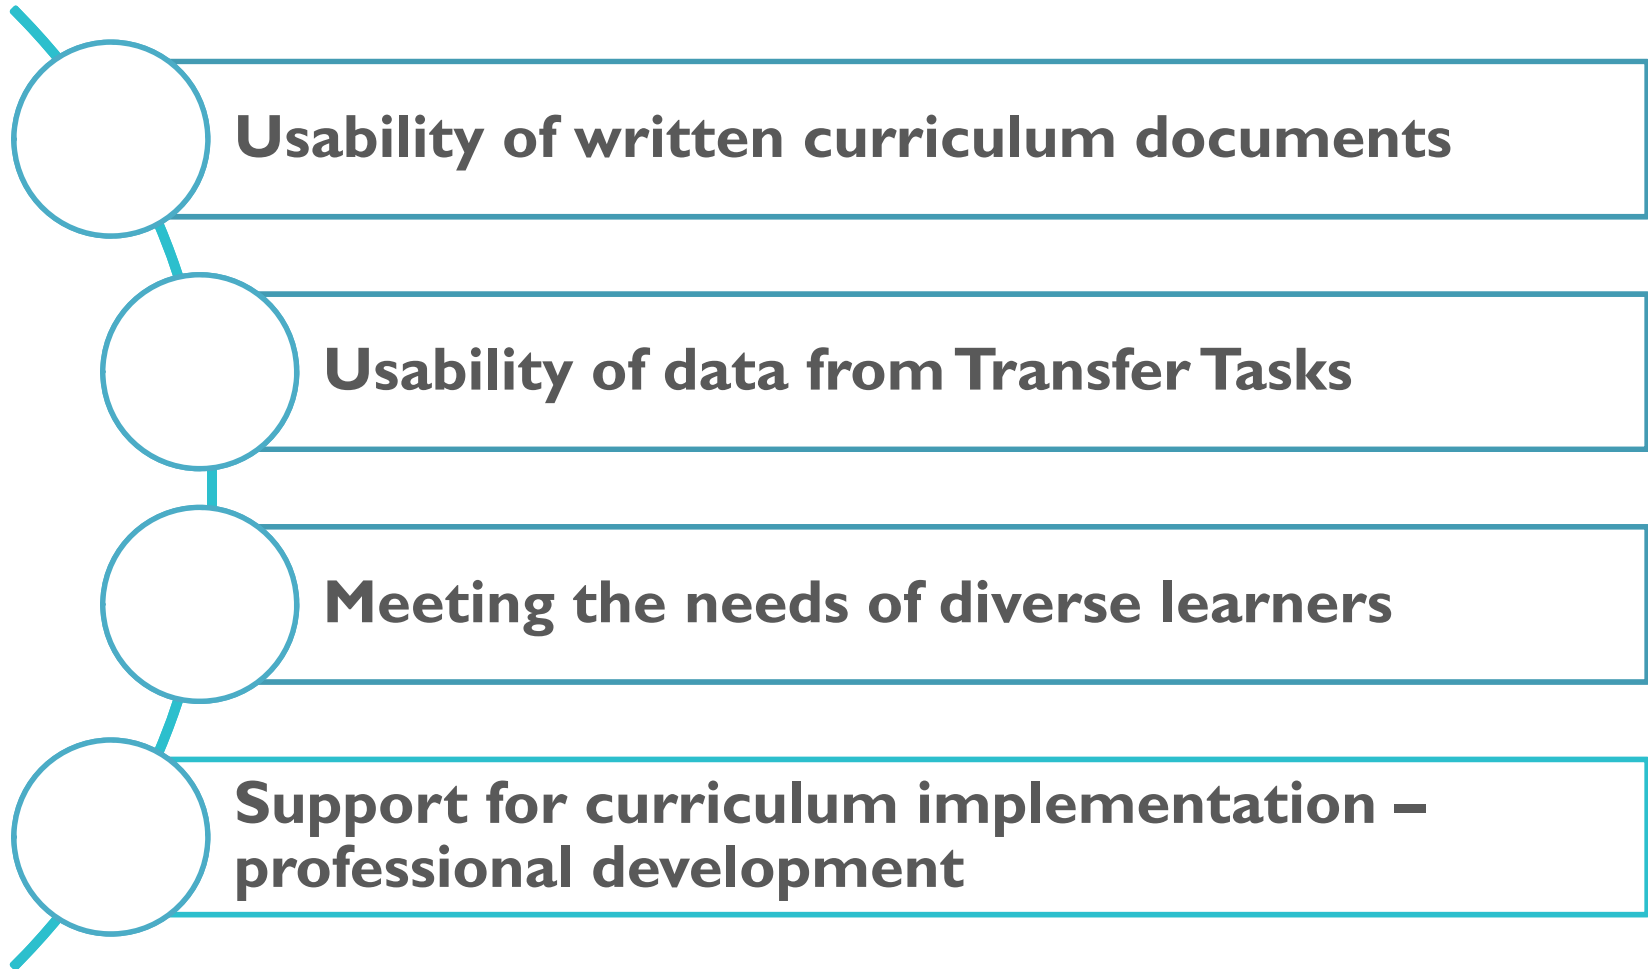 Usability of written curriculum documents
Usability of data from Transfer Tasks
Meeting the needs of diverse learners
Support for curriculum implementation –
professional development